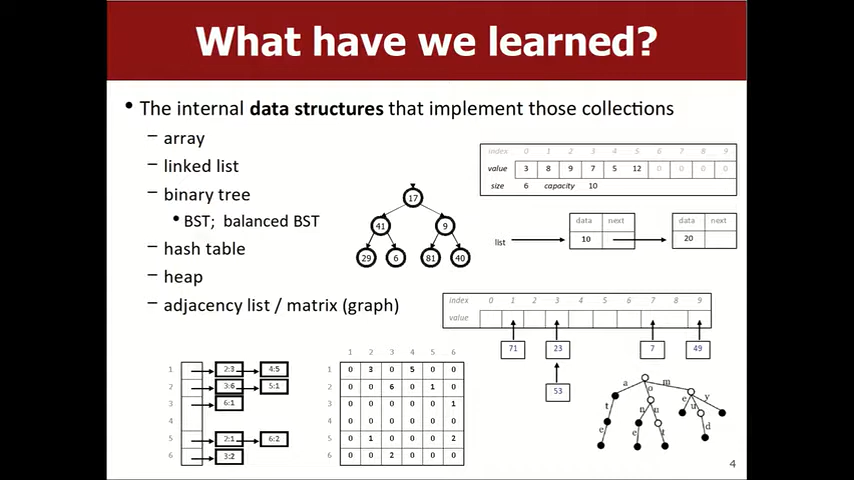 What have we learned?
• The internal data structures that implement those collections
– array
– linked list
– binary tree
• BST; balanced BST
– hash table
– heap
– adjacency list / matrix (graph)
index 0 1 2 3 4 5 6 7 8 9
value 3 8 9 7 5 12 0 0 0 0
size 6 capacity 10
17
41 9
29 6 81 40
data next data next
list 10 20
index 0 1 2 3 4 5 6 7 8 9
value
71 23 7 49
53
1 2:3 4:5
2 3:6 5:1
3 6:1
4
5 2:1 6:2
6 3:2
1 2 3 4 5 6
1 0 3 0 5 0 0
2 0 0 6 0 1 0
3 0 0 0 0 0 1
4 0 0 0 0 0 0
5 0 1 0 0 0 2
6 0 0 2 0 0 0
a o m
t n u e u y
e e t d
4